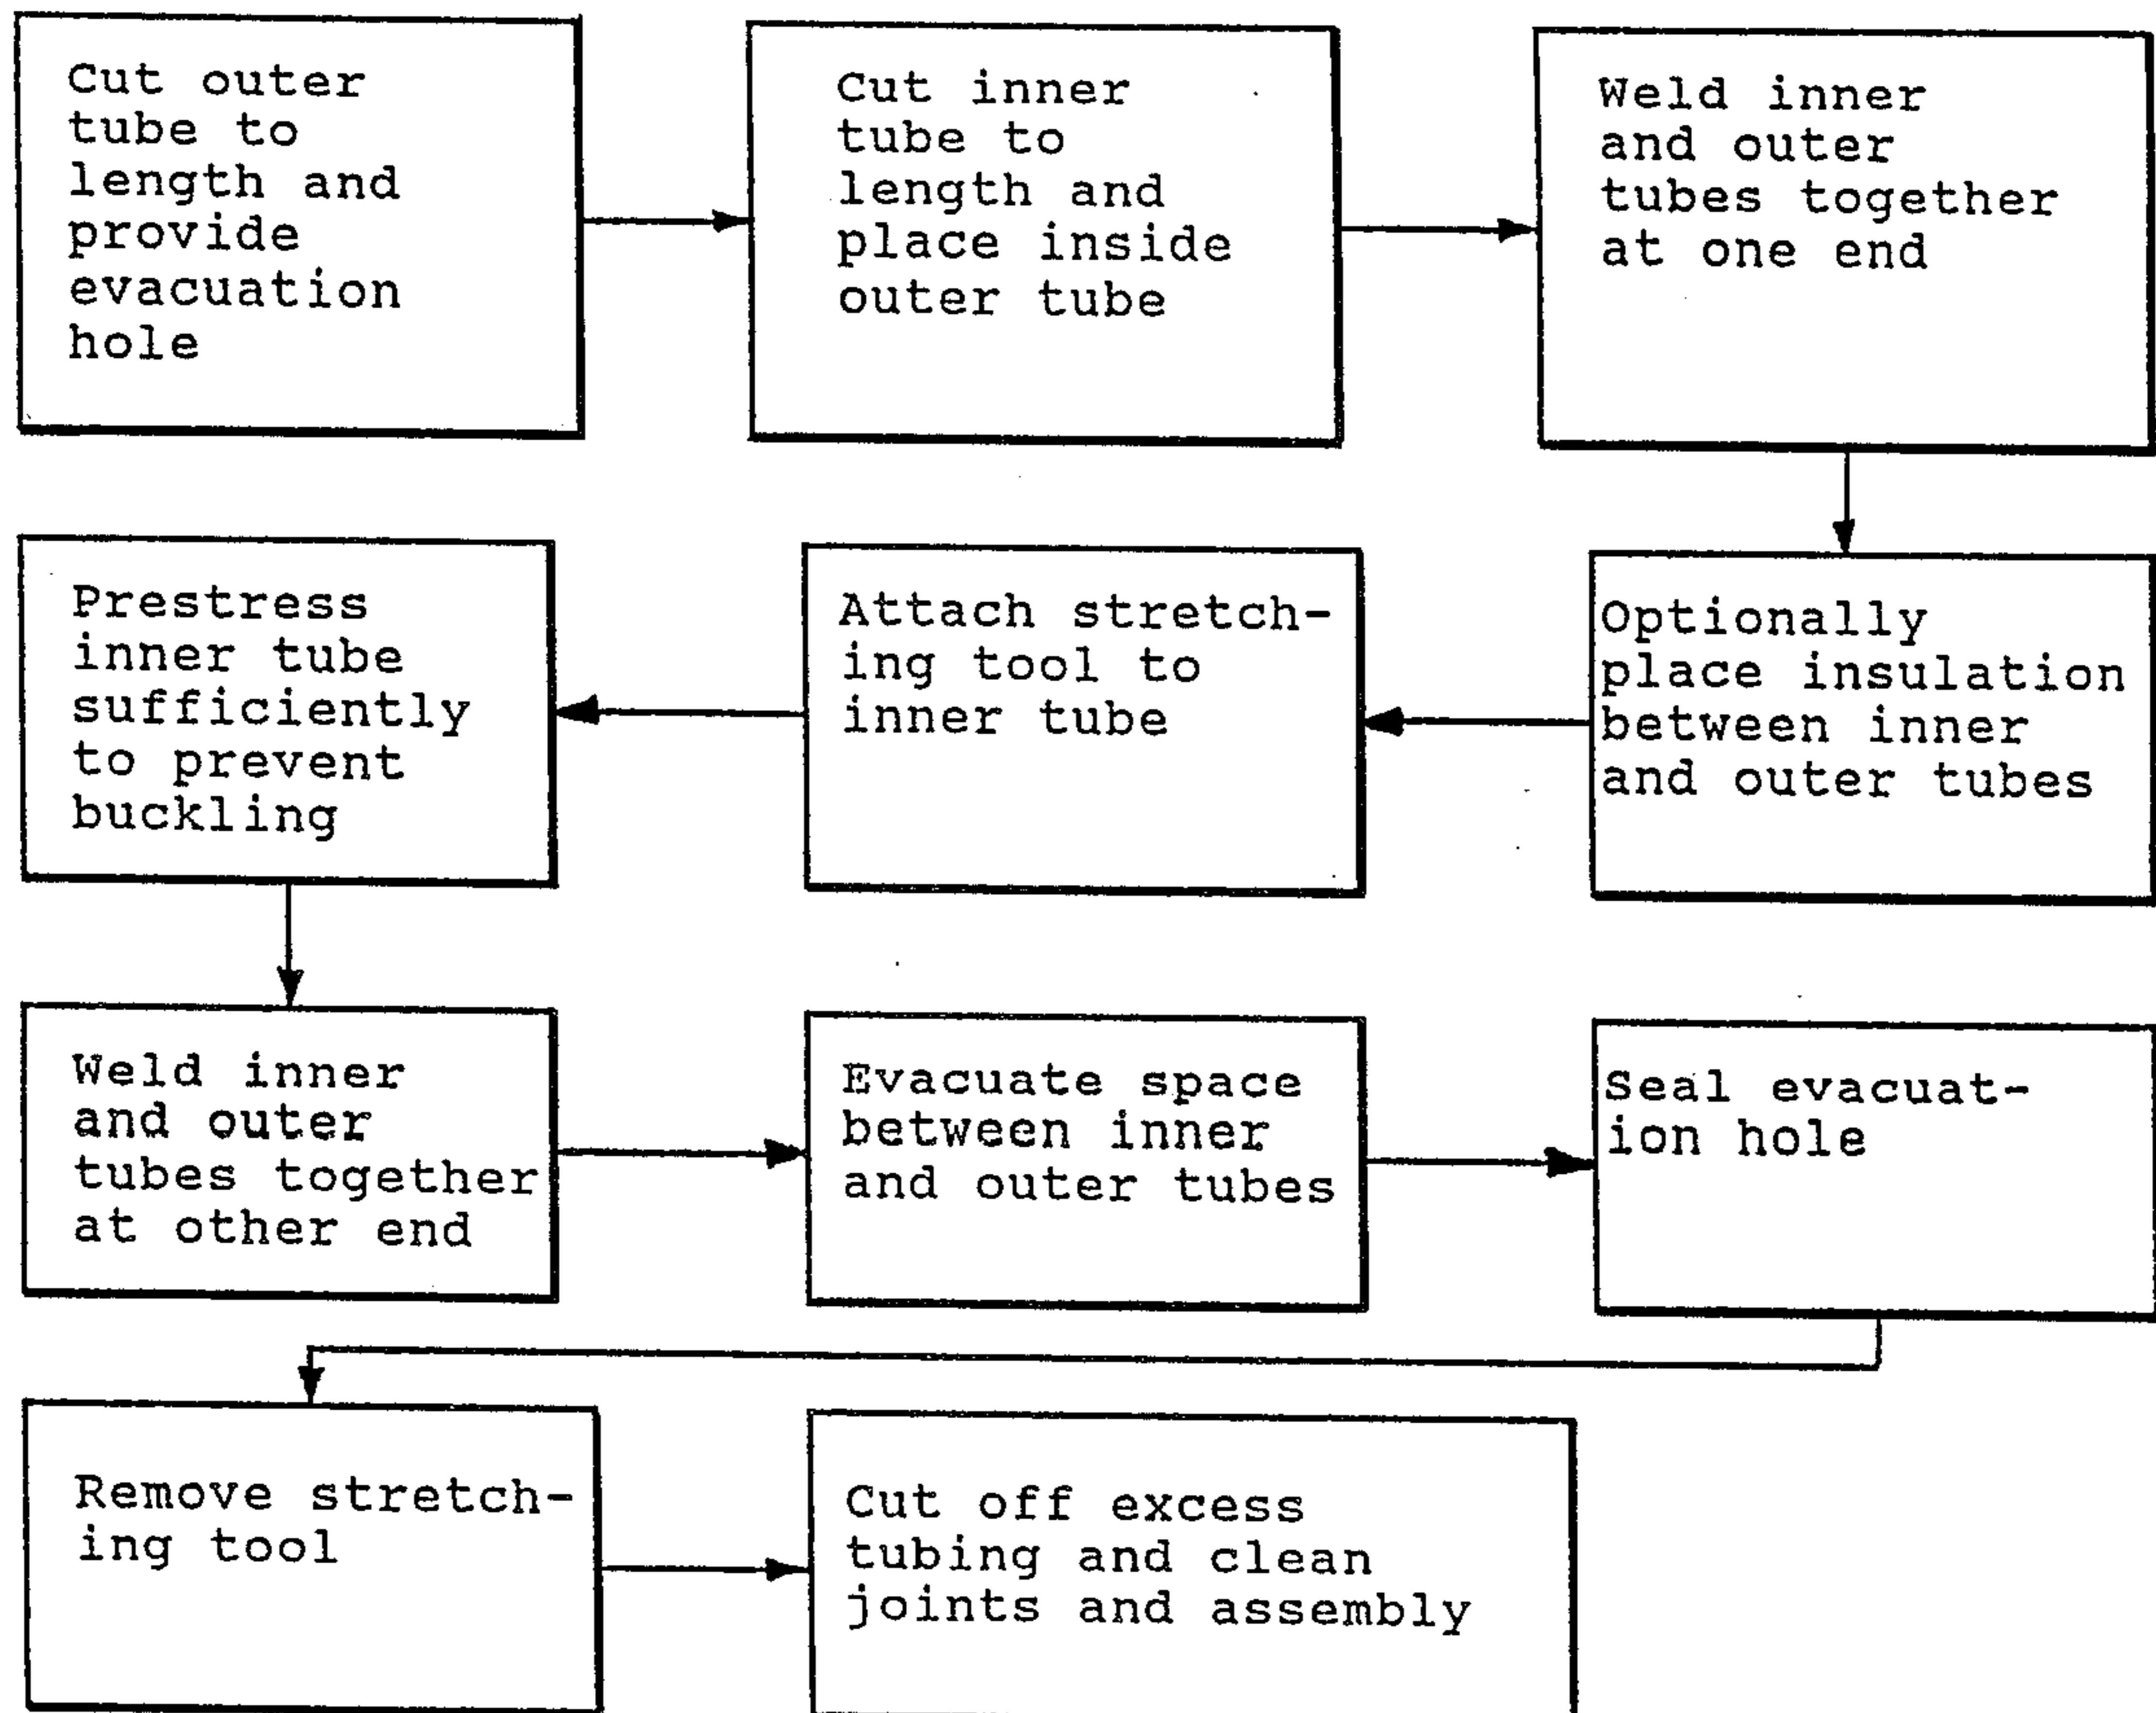 Cut outer
tube to
length and
provide
evacuation
hole
Cut inner
tube to
length and
place inside
outer tube
Weld inner
and outer
tubes together
at one end
Optionally
place insulation
between inner
and outer tubes
Attach stretch-
ing tool to
inner tube
Prestress
inner tube
sufficiently
to prevent
buckling
Weld inner
and outer
tubes together
at other end
Evacuate space
between inner
and outer tubes
Seal evacuat-
ion hole
Remove stretch-
ing tool
Cut off excess
tubing and clean
joints and assembly